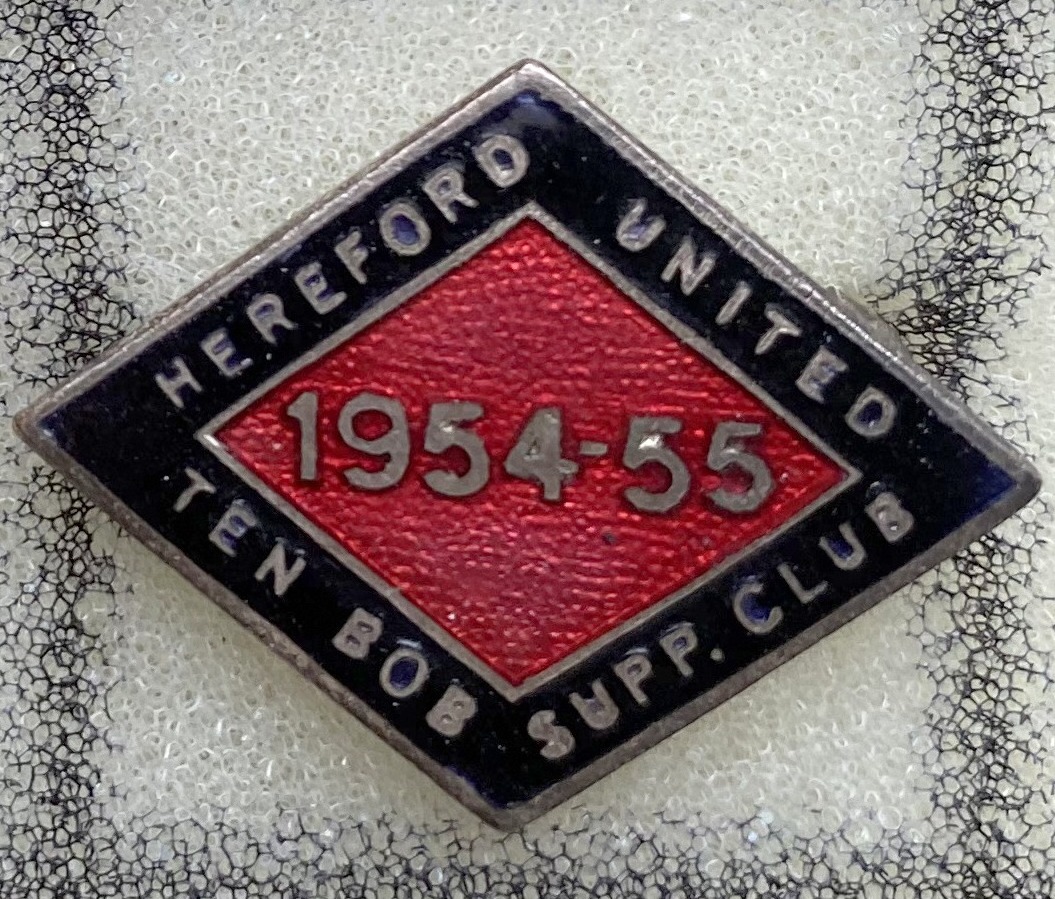 HEREFORD UNITED
1954-55
TEN BOB SUPP. CLUB